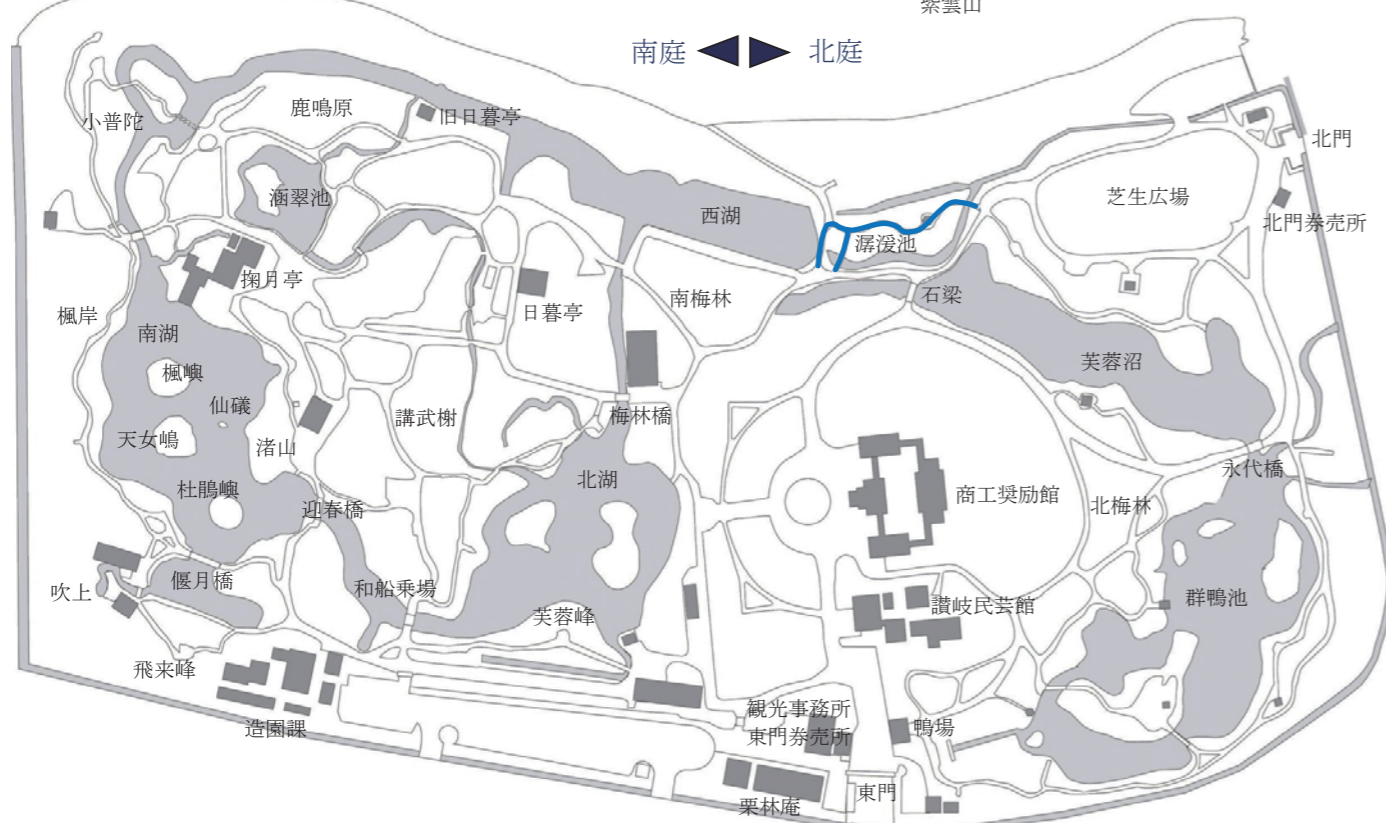 紫雲山
南庭
北庭
小普陀
鹿鳴原
旧日暮亭
北門
涵翠池
西湖
芝生広場
北門券売所
潺湲池
掬月亭
楓岸
日暮亭
南梅林
石梁
南湖
芙蓉沼
楓嶼
仙礒
天女嶋
渚山
講武榭
梅林橋
杜鵑嶼
北湖
永代橋
迎春橋
商工奨励館
北梅林
吹上
偃月橋
和船乗場
芙蓉峰
讃岐民芸館
群鴨池
飛来峰
造園課
観光事務所
東門券売所
鴨場
栗林庵
東門